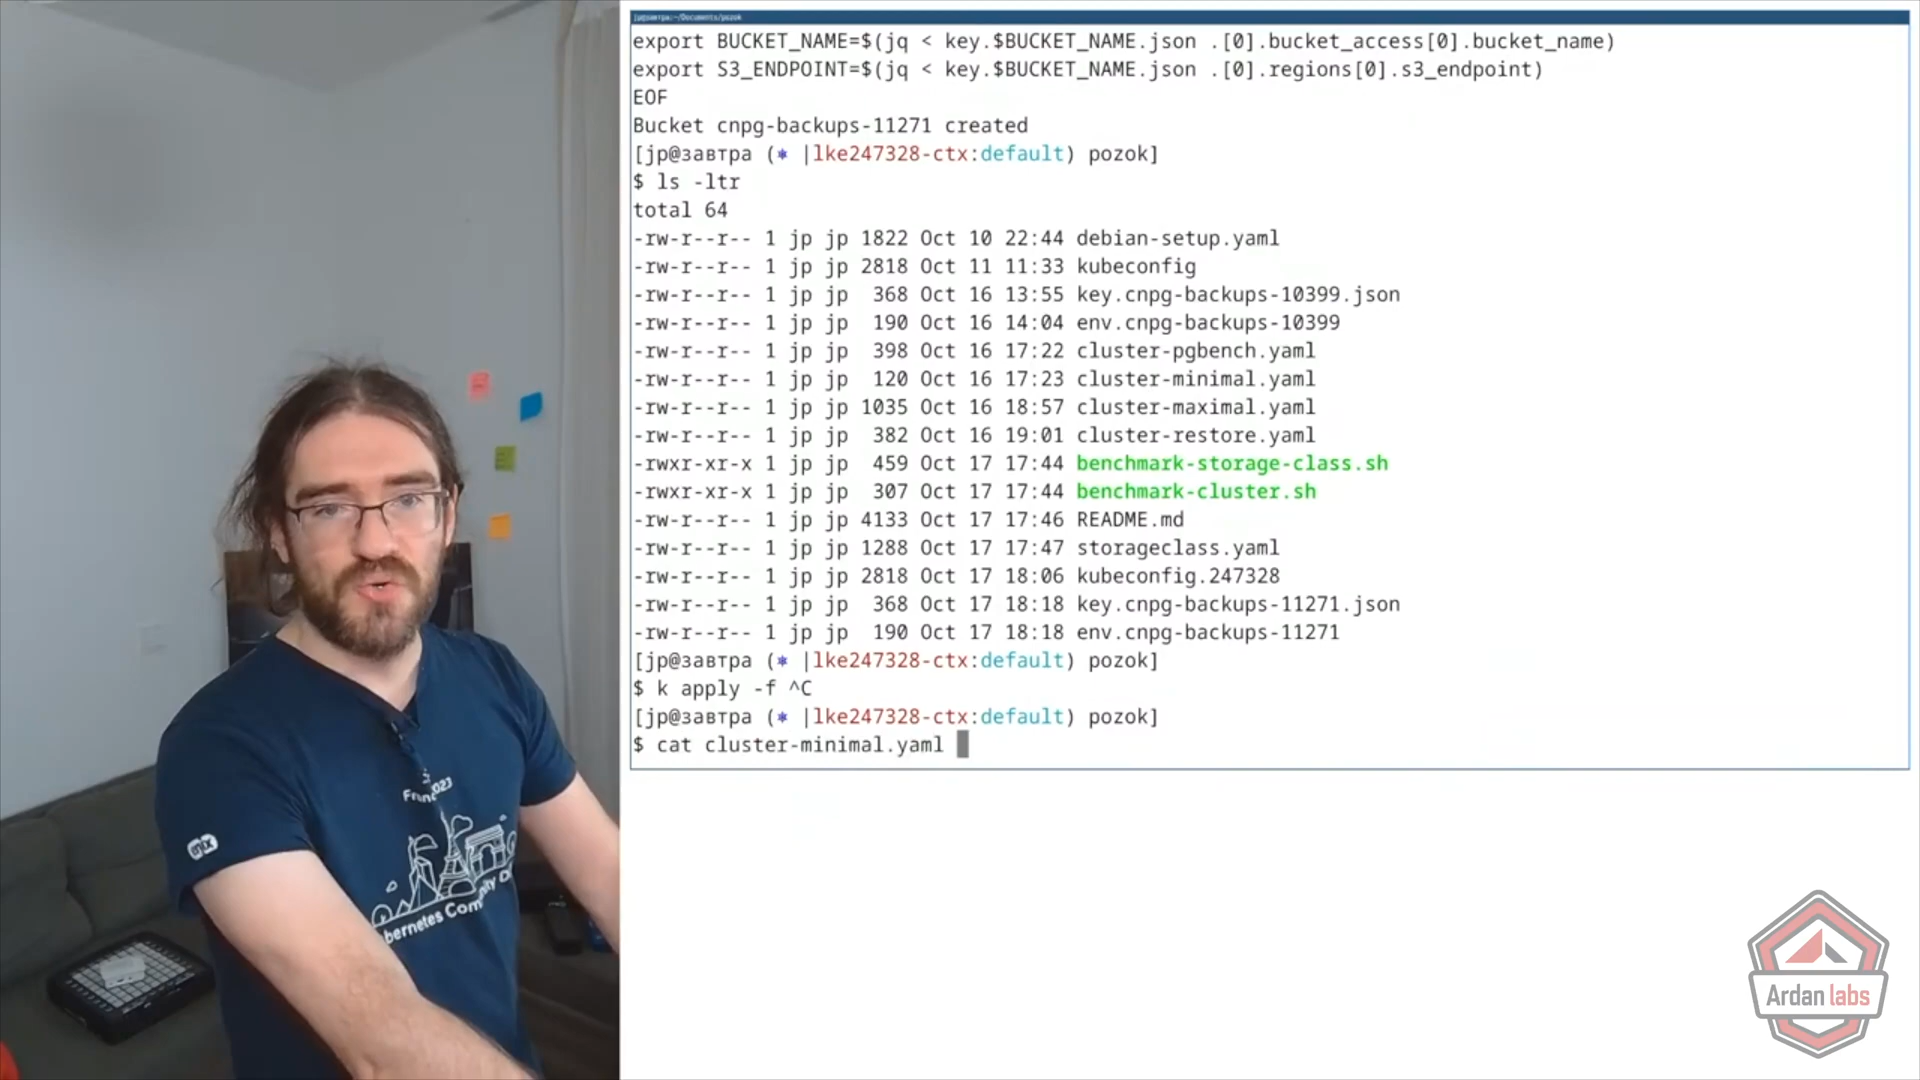 jp@завтра:~/Documents/pozok
export BUCKET_NAME=$(jq < key.$BUCKET_NAME.json .[0].bucket_access[0].bucket_name)
export S3_ENDPOINT=$(jq < key.$BUCKET_NAME.json .[0].regions[0].s3_endpoint)
EOF
Bucket cnpg-backups-11271 created
[jp@завтра (⎈ |lke247328-ctx:default) pozok]
$ ls -ltr
total 64
-rw-r--r-- 1 jp jp 1822 Oct 10 22:44 debian-setup.yaml
-rw-r--r-- 1 jp jp 2818 Oct 11 11:33 kubeconfig
-rw-r--r-- 1 jp jp  368 Oct 16 13:55 key.cnpg-backups-10399.json
-rw-r--r-- 1 jp jp  190 Oct 16 14:04 env.cnpg-backups-10399
-rw-r--r-- 1 jp jp  398 Oct 16 17:22 cluster-pgbench.yaml
-rw-r--r-- 1 jp jp  120 Oct 16 17:23 cluster-minimal.yaml
-rw-r--r-- 1 jp jp 1035 Oct 16 18:57 cluster-maximal.yaml
-rw-r--r-- 1 jp jp  382 Oct 16 19:01 cluster-restore.yaml
-rwxr-xr-x 1 jp jp  459 Oct 17 17:44 benchmark-storage-class.sh
-rwxr-xr-x 1 jp jp  307 Oct 17 17:44 benchmark-cluster.sh
-rw-r--r-- 1 jp jp 4133 Oct 17 17:46 README.md
-rw-r--r-- 1 jp jp 1288 Oct 17 17:47 storageclass.yaml
-rw-r--r-- 1 jp jp 2818 Oct 17 18:06 kubeconfig.247328
-rw-r--r-- 1 jp jp  368 Oct 17 18:18 key.cnpg-backups-11271.json
-rw-r--r-- 1 jp jp  190 Oct 17 18:18 env.cnpg-backups-11271
[jp@завтра (⎈ |lke247328-ctx:default) pozok]
$ k apply -f ^C
[jp@завтра (⎈ |lke247328-ctx:default) pozok]
$ cat cluster-minimal.yaml
Ardan labs